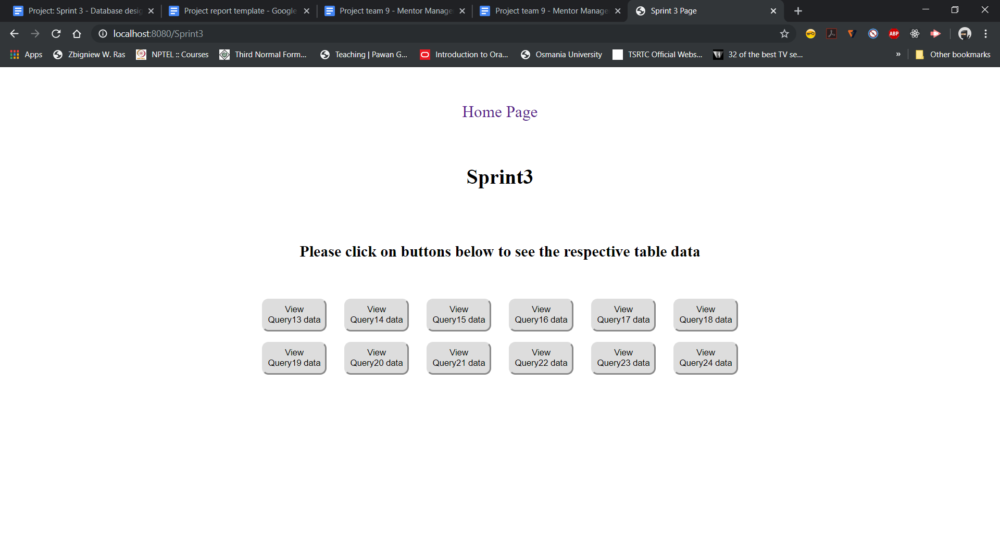 Project: Sprint 3 - Database desig
Project report template - Google
Project team 9 - Mentor Manage
Project team 9 - Mentor Manage
Sprint 3 Page
localhost:8080/Sprint3
ABP
Apps
Zbigniew W. Ras
NPTEL :: Courses
Third Normal Form...
Teaching | Pawan G...
Introduction to Ora...
Osmania University
TSRTC Official Webs...
32 of the best TV se...
»
Other bookmarks
Home Page
Sprint3
Please click on buttons below to see the respective table data
View
Query13 data
View
Query14 data
View
Query15 data
View
Query16 data
View
Query17 data
View
Query18 data
View
Query19 data
View
Query20 data
View
Query21 data
View
Query22 data
View
Query23 data
View
Query24 data